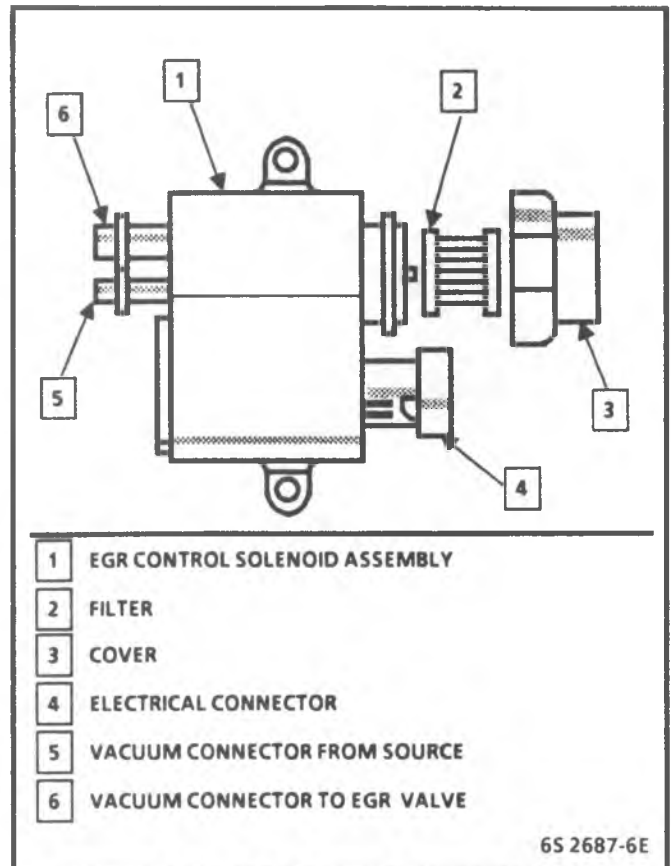 1
2
6
5
3
4
1 EGR CONTROL SOLENOID ASSEMBLY
2 FILTER
3 COVER
4 ELECTRICAL CONNECTOR
5 VACUUM CONNECTOR FROM SOURCE
6 VACUUM CONNECTOR TO EGR VALVE
6S 2687-6E